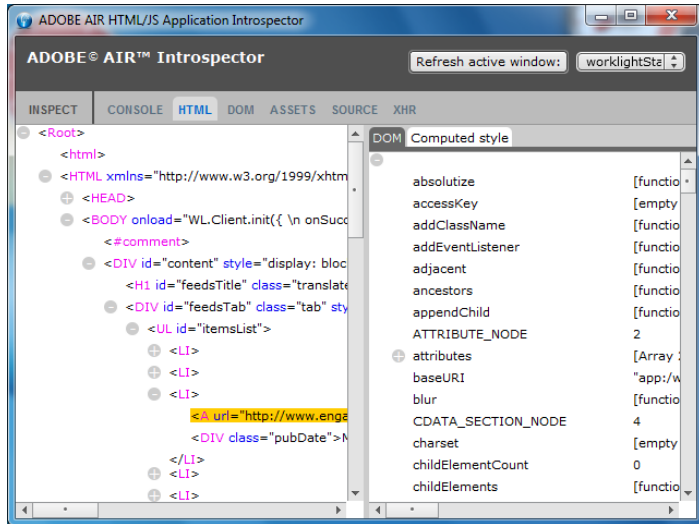 ADOBE AIR HTML/JS Application Introspector
ADOBE© AIR™ Introspector
Refresh active window:
worklightSta
INSPECT CONSOLE HTML DOM ASSETS SOURCE XHR
<Root>
<html>
<HTML xmlns="http://www.w3.org/1999/xhtm
<HEAD>
<BODY onload="WL.Client.init({ \n onSucc
<#comment>
<DIV id="content" style="display: bloc
<H1 id="feedsTitle" class="translate
<DIV id="feedsTab" class="tab" sty
<UL id="itemsList">
<LI>
<LI>
<LI>
<A url="http://www.enga
<DIV class="pubDate">M
</LI>
<LI>
<LI>
DOM Computed style
absolutize [functio
accessKey [empty
addClassName [functio
addEventListener [functio
adjacent [functio
ancestors [functio
appendChild [functio
ATTRIBUTE_NODE 2
attributes [Array
baseURI "app:/w
blur [functio
CDATA_SECTION_NODE 4
charset [empty
childElementCount 0
childElements [functio